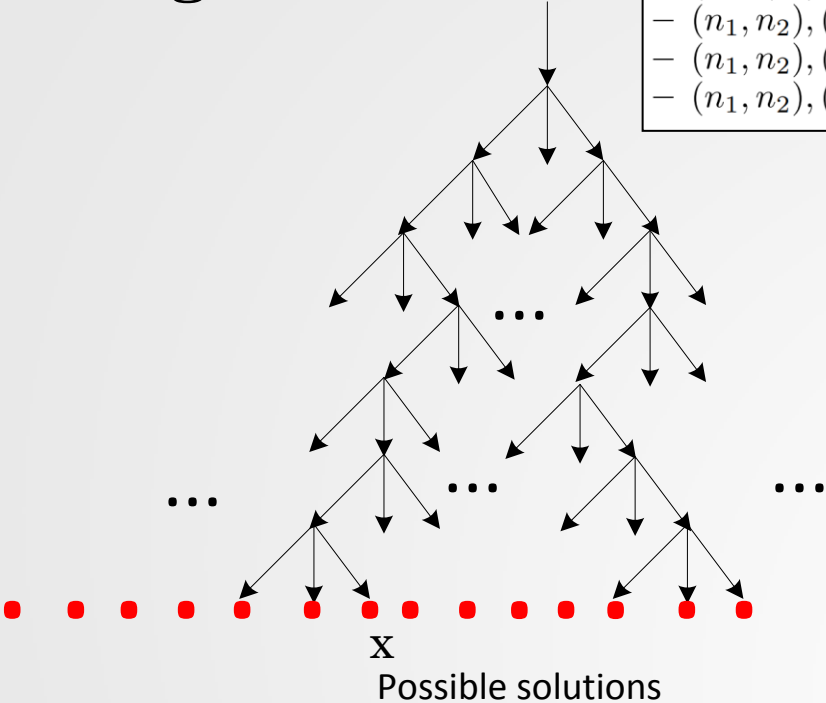 − (n₁, n₂), (
− (n₁, n₂), (
− (n₁, n₂), (
...
...
...
...
x
Possible solutions